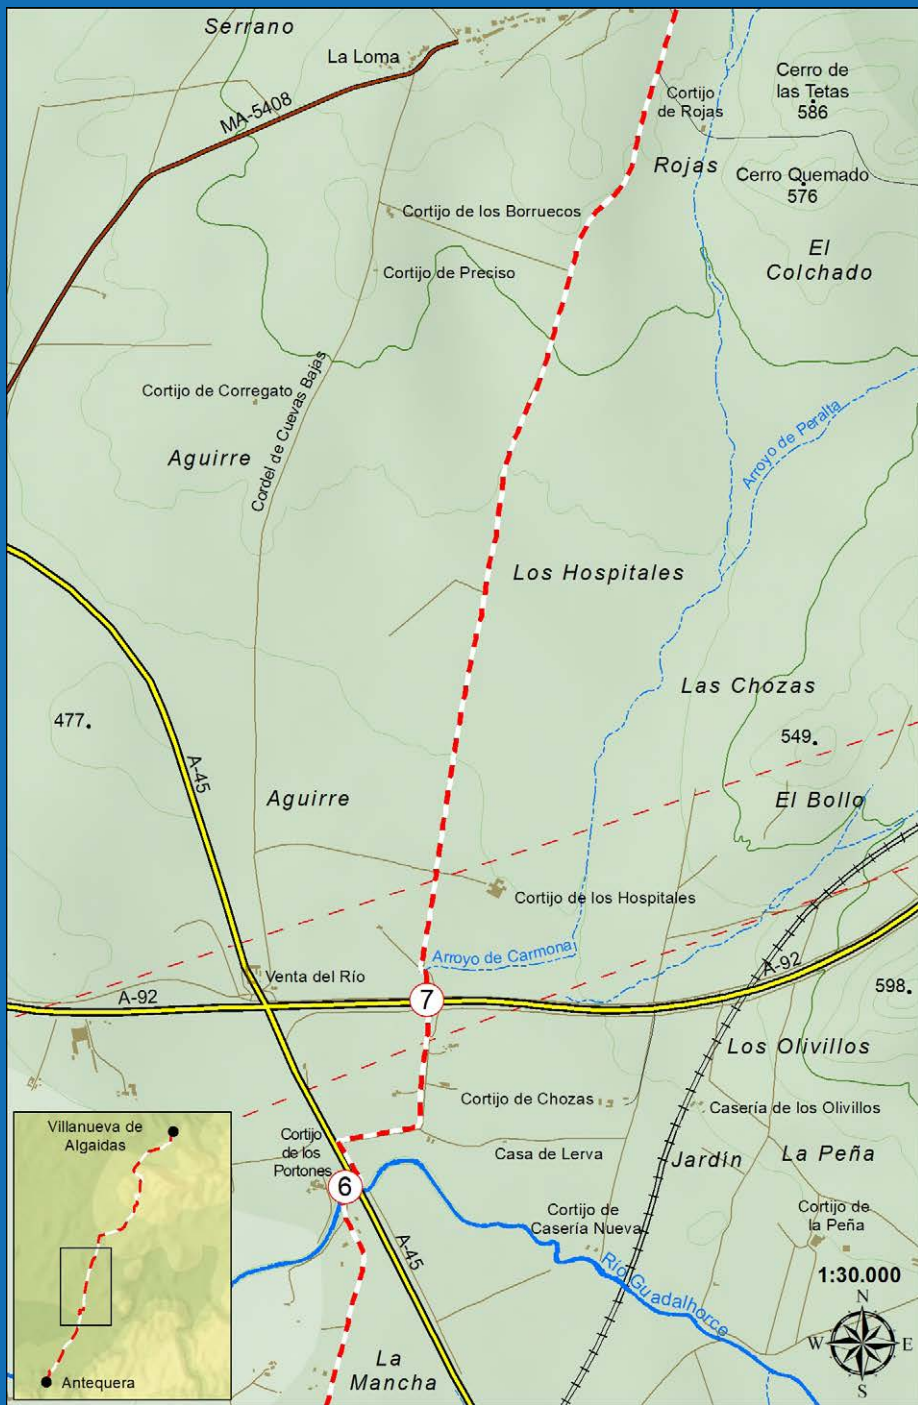 Serrano
La Loma
MA-5408
Cortijo
de Rojas
Cerro de
las Tetas
586
Rojas
Cerro Quemado
576
Cortijo de los Borruecos
El
Colchado
Cortijo de Preciso
Cortijo de Corregato
Cordel de Cuevas Bajas
Arroyo de Peralta
Aguirre
Los Hospitales
Las Chozas
477
549
A-45
Aguirre
El Bollo
Cortijo de los Hospitales
Arroyo de Carmona
Venta del Río
A-92
A-92
7
598
Los Olivillos
Cortijo de Chozas
Casería de los Olivillos
Villanueva de
Algaidas
Cortijo
de los
Portones
Casa de Lerva
Jardín
La Peña
6
Cortijo de
Casería Nueva
Cortijo de
la Peña
A-45
Río Guadalhorce
1:30.000
N
W
E
S
La
Mancha
Antequera